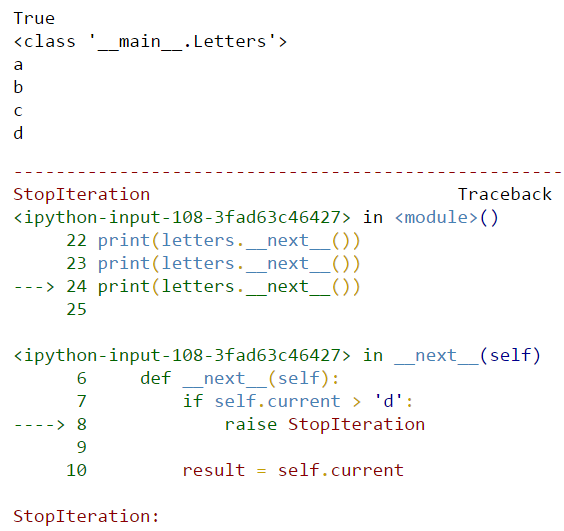 True
<class '__main__.Letters'>
a
b
c
d
-----------------------------------------------------
StopIteration                             Traceback
<ipython-input-108-3fad63c46427> in <module>()
     22 print(letters.__next__())
     23 print(letters.__next__())
---> 24 print(letters.__next__())
     25
<ipython-input-108-3fad63c46427> in __next__(self)
      6     def __next__(self):
      7         if self.current > 'd':
----> 8             raise StopIteration
      9
     10         result = self.current
StopIteration: